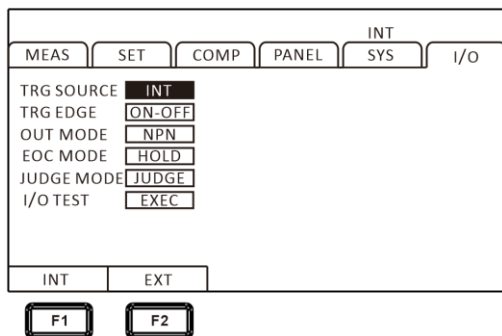 INT
MEAS SET COMP PANEL SYS I/O
TRG SOURCE INT
TRG EDGE ON-OFF
OUT MODE NPN
EOC MODE HOLD
JUDGE MODE JUDGE
I/O TEST EXEC
INT EXT
F1 F2